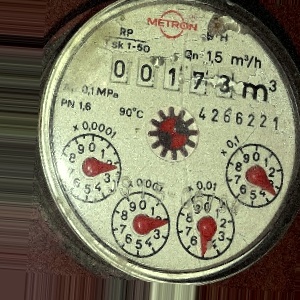 METRON
RP
sk 1-50
Qn 1,5 m³/h
0 0 1 7 3 m³
0,1 MPa
PN 1,6
90°C
4266221
x 0,0001
x 0,001
x 0,01
x 0,1